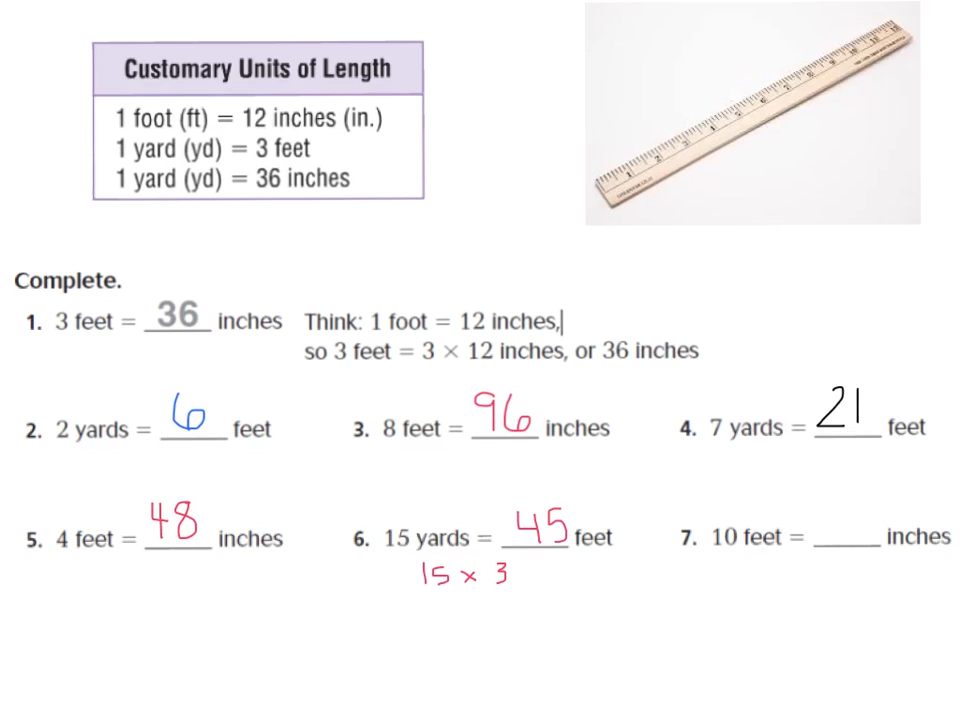 Customary Units of Length
1 foot (ft) = 12 inches (in.)
1 yard (yd) = 3 feet
1 yard (yd) = 36 inches
Complete.
1. 3 feet = 36 inches Think: 1 foot = 12 inches,
so 3 feet = 3 × 12 inches, or 36 inches
2. 2 yards = 6 feet 3. 8 feet = 96 inches 4. 7 yards = 21 feet
5. 4 feet = 48 inches 6. 15 yards = 45 feet 7. 10 feet = ______ inches
15 × 3